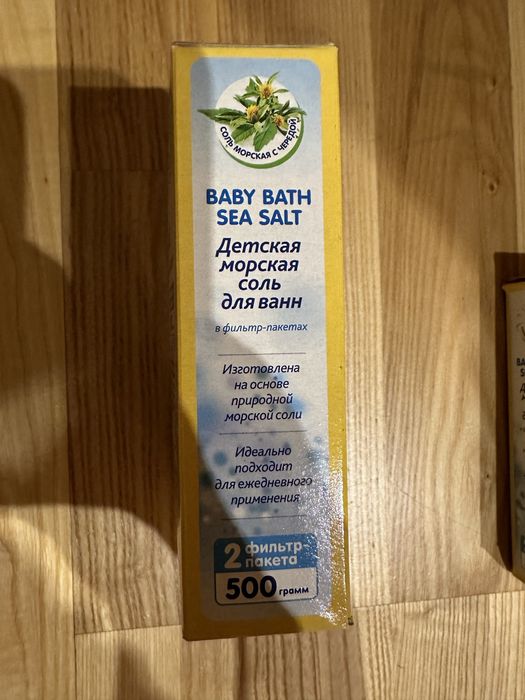 СОЛЬ МОРСКАЯ С ЧЕРЕДОЙ
BABY BATH
SEA SALT
Детская
морская
соль
для ванн
в фильтр-пакетах
Изготовлена
на основе
природной
морской соли
Идеально
подходит
для ежедневного
применения
2 фильтр-
пакета
500 грамм